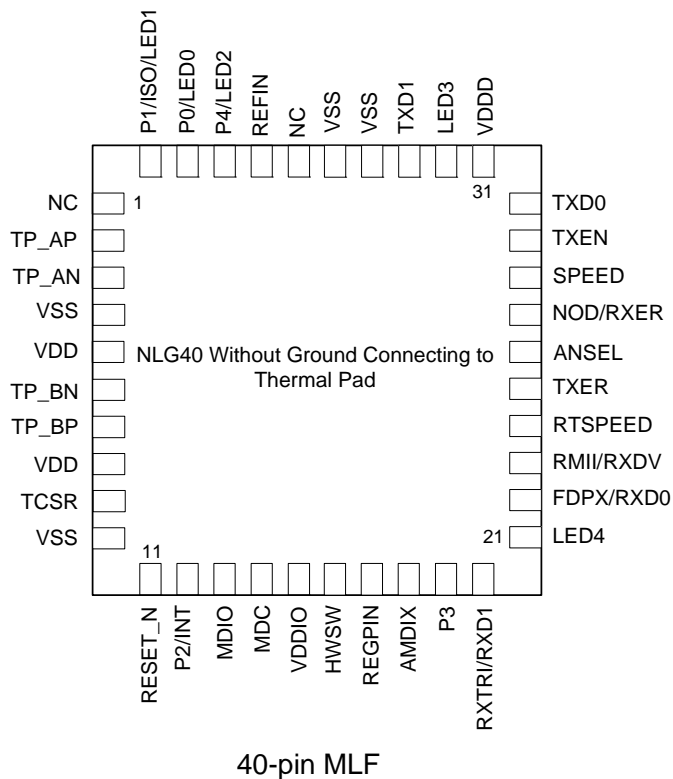 P1/ISO/LED1
P0/LED0
P4/LED2
REFIN
NC
VSS
VSS
TXD1
LED3
VDDD
31
NC
1
TXD0
TP_AP
TXEN
TP_AN
SPEED
VSS
NOD/RXER
VDD
NLG40 Without Ground Connecting to
Thermal Pad
ANSEL
TP_BN
TXER
TP_BP
RTSPEED
VDD
RMII/RXDV
TCSR
FDPX/RXD0
VSS
11
21
LED4
RESET_N
P2/INT
MDIO
MDC
VDDIO
HWSW
REGPIN
AMDIX
P3
RXTRI/RXD1
40-pin MLF